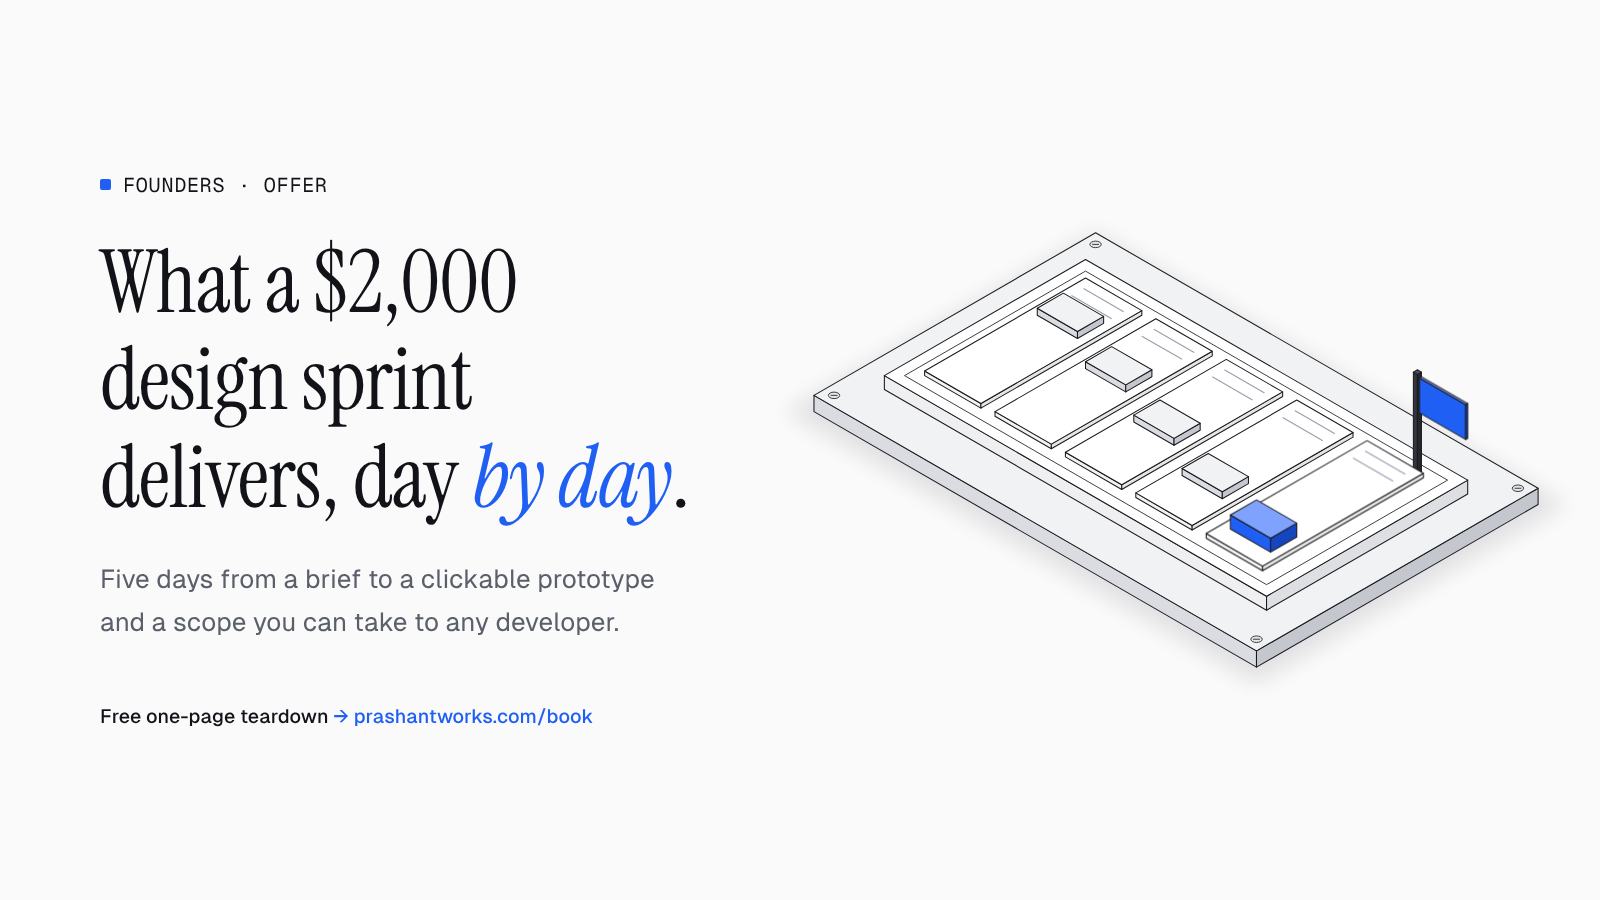 FOUNDERS · OFFER
What a $2,000
design sprint
delivers, day by day.
Five days from a brief to a clickable prototype
and a scope you can take to any developer.
Free one-page teardown → prashantworks.com/book